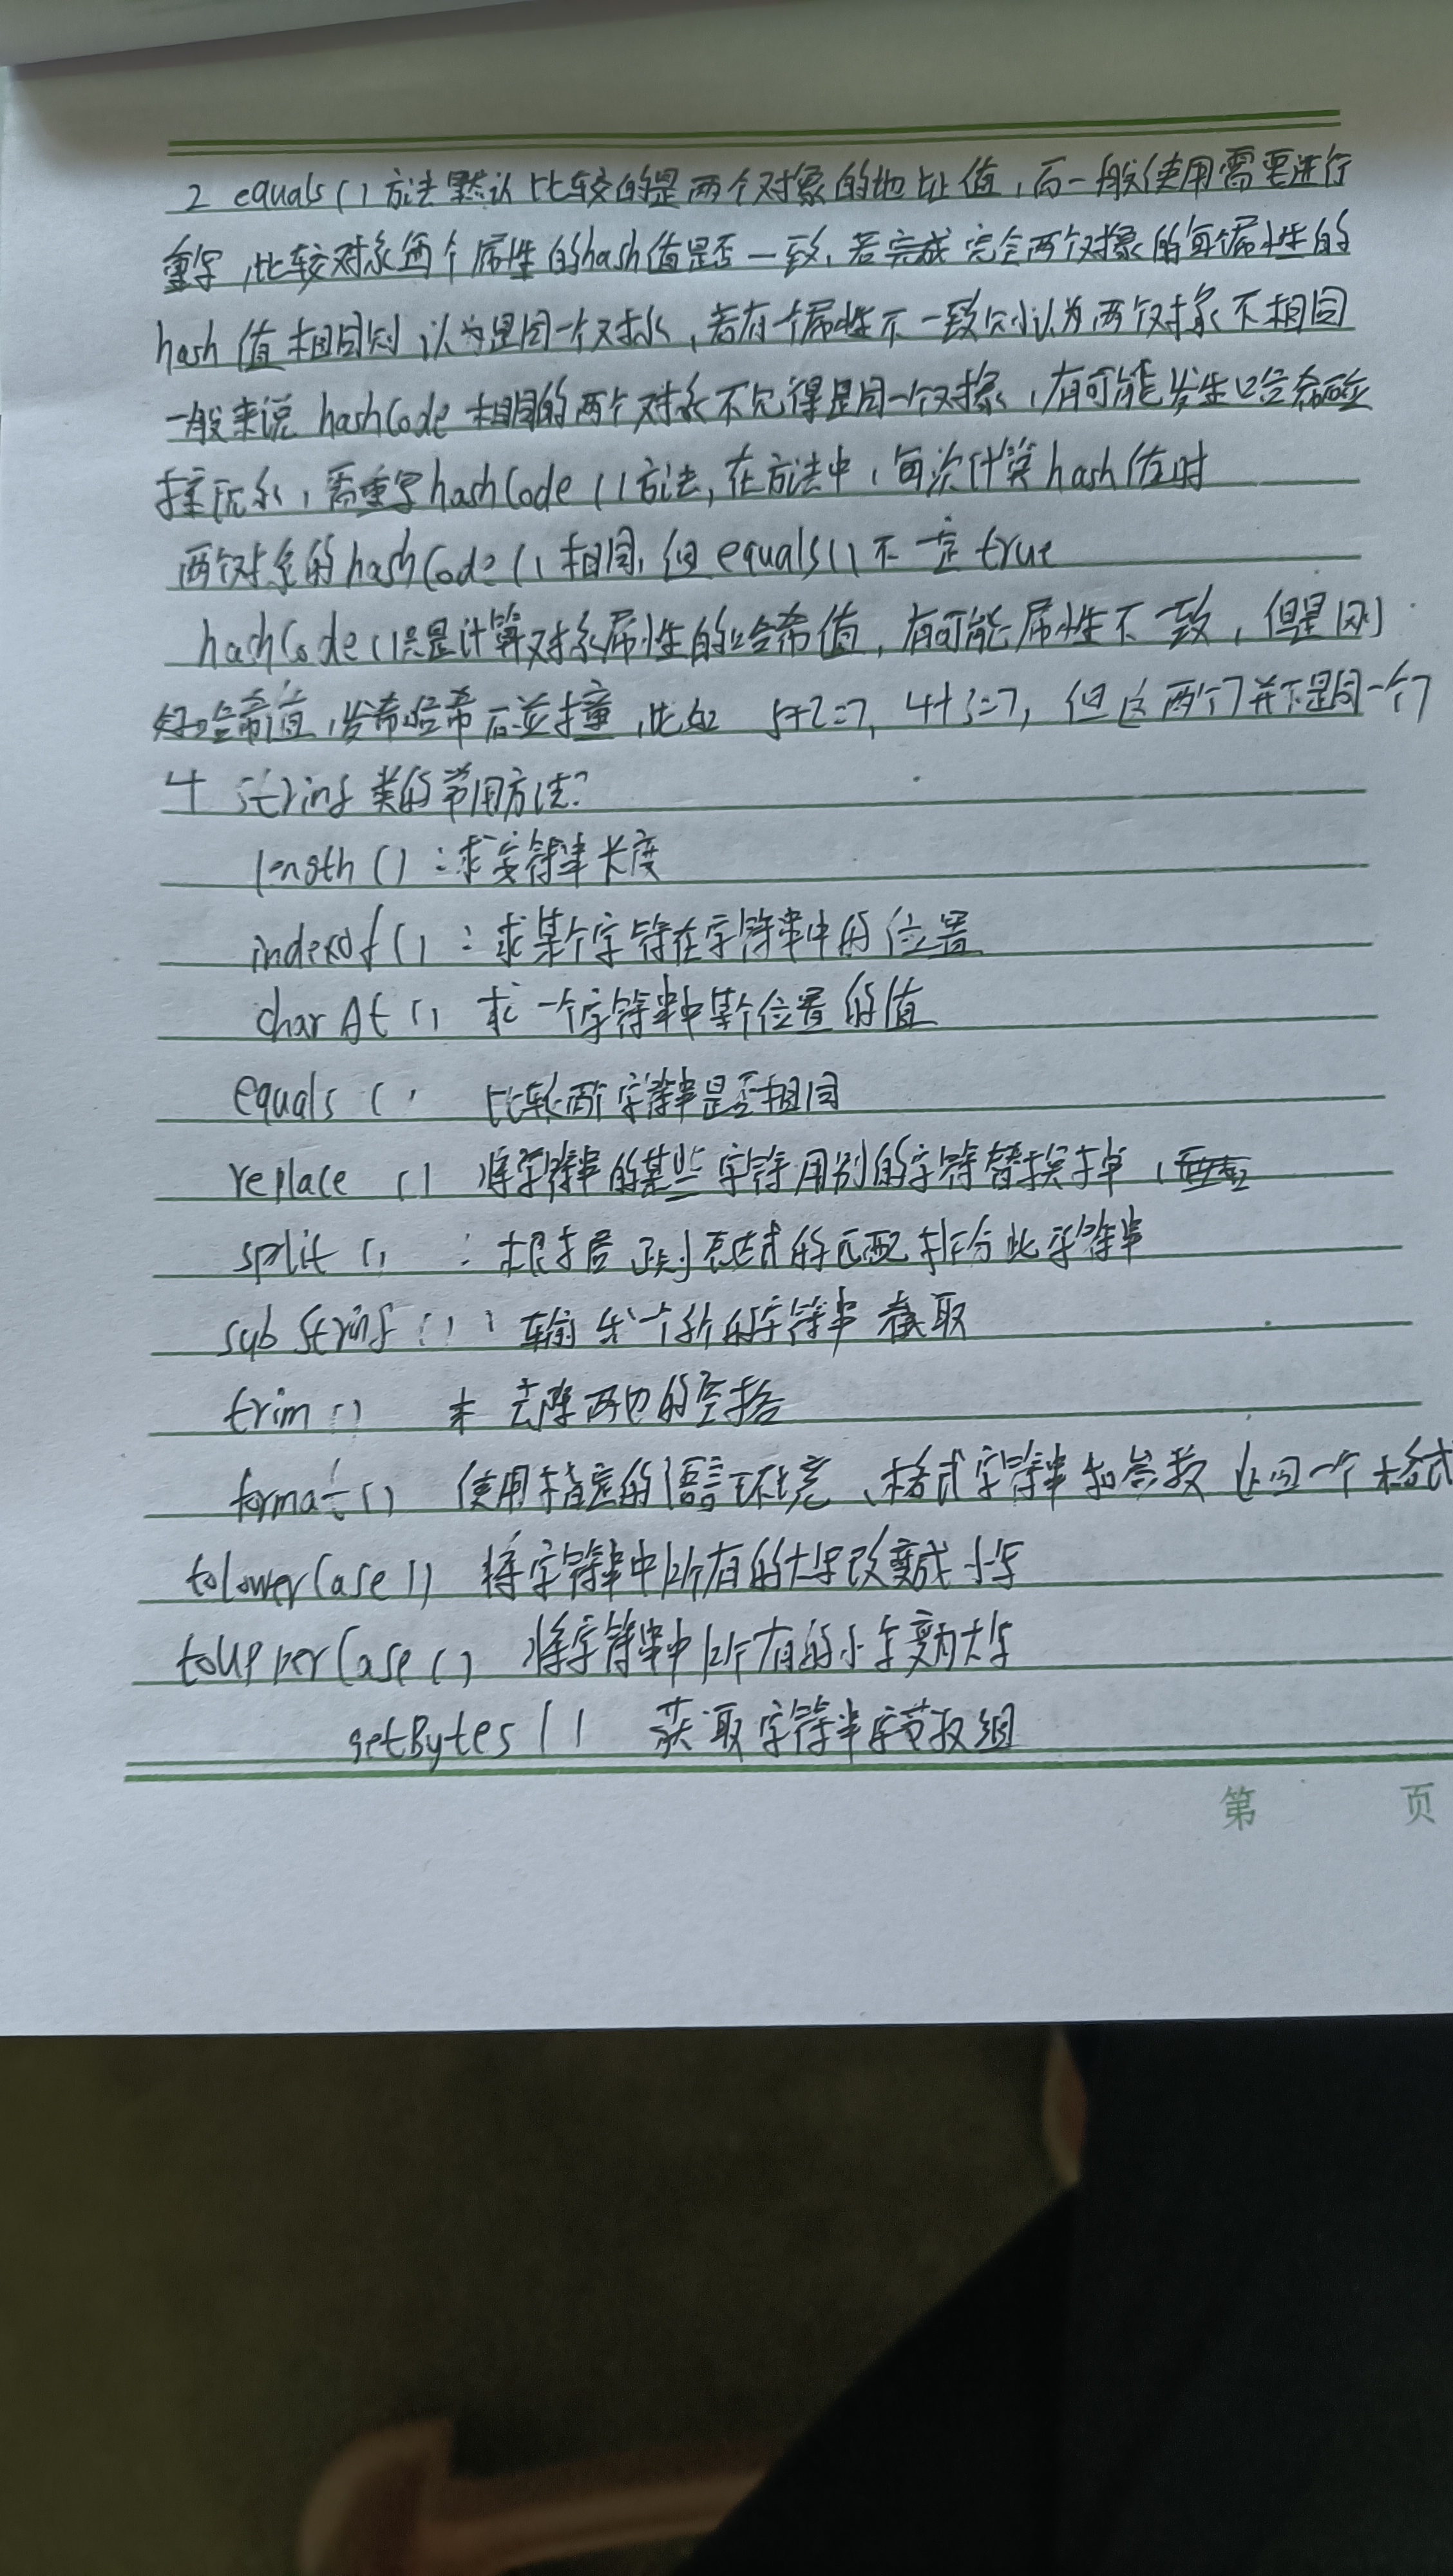 2 equals()方法默认比较的是两个对象的地址值,而一般使用需要进行
重写,比较对象每个属性的hash值是否一致,若完成完全两个对象的每属性的
hash值相同则认为是同一个对象,若有一个属性不一致则认为两个对象不相同
一般来说hashCode相同的两个对象不见得是同一个对象,有可能发生哈希碰
撞,需重写hashCode()方法,在方法中,每次计算hash值时
两个对象的hashCode()相同,但equals()不一定true
hashCode()只是计算对象属性的哈希值,有可能属性不一致,但是刚
好哈希值,发希哈希碰撞,比如 5+2=7, 4+3=7, 但这两个7并不是同一个7
4 String类的常用方法?
length():求字符串长度
indexOf():求某个字符在字符串中的位置
charAt() 求一个字符串中某个位置的值
equals() 比较两个字符串是否相同
replace() 将字符串的某些字符用别的字符替换掉,
split():根据正则表达式的匹配拆分此字符串
subString():输出一个新的字符串 截取
trim() 去除两边的空格
format() 使用指定的语言环境、格式字符串和参数返回一个格式
toLowerCase() 将字符串中所有的大写改变成小写
toUpperCase() 将字符串中所有的小写变为大写
getBytes() 获取字符串字节数组
第 页